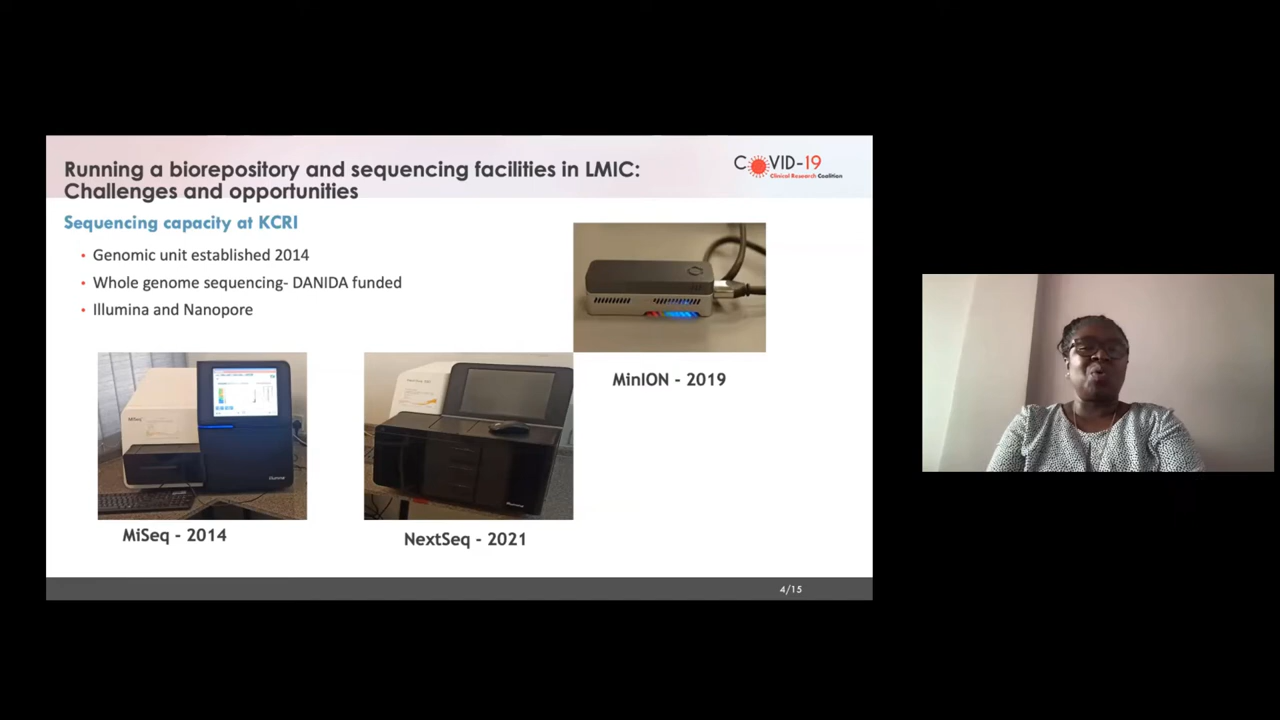 Running a biorepository and sequencing facilities in LMIC:
Challenges and opportunities
COVID-19
Clinical Research Coalition
Sequencing capacity at KCRI
• Genomic unit established 2014
• Whole genome sequencing- DANIDA funded
• Illumina and Nanopore
MinION - 2019
MiSeq
illumina
MiSeq - 2014
NextSeq - 2021
4/15